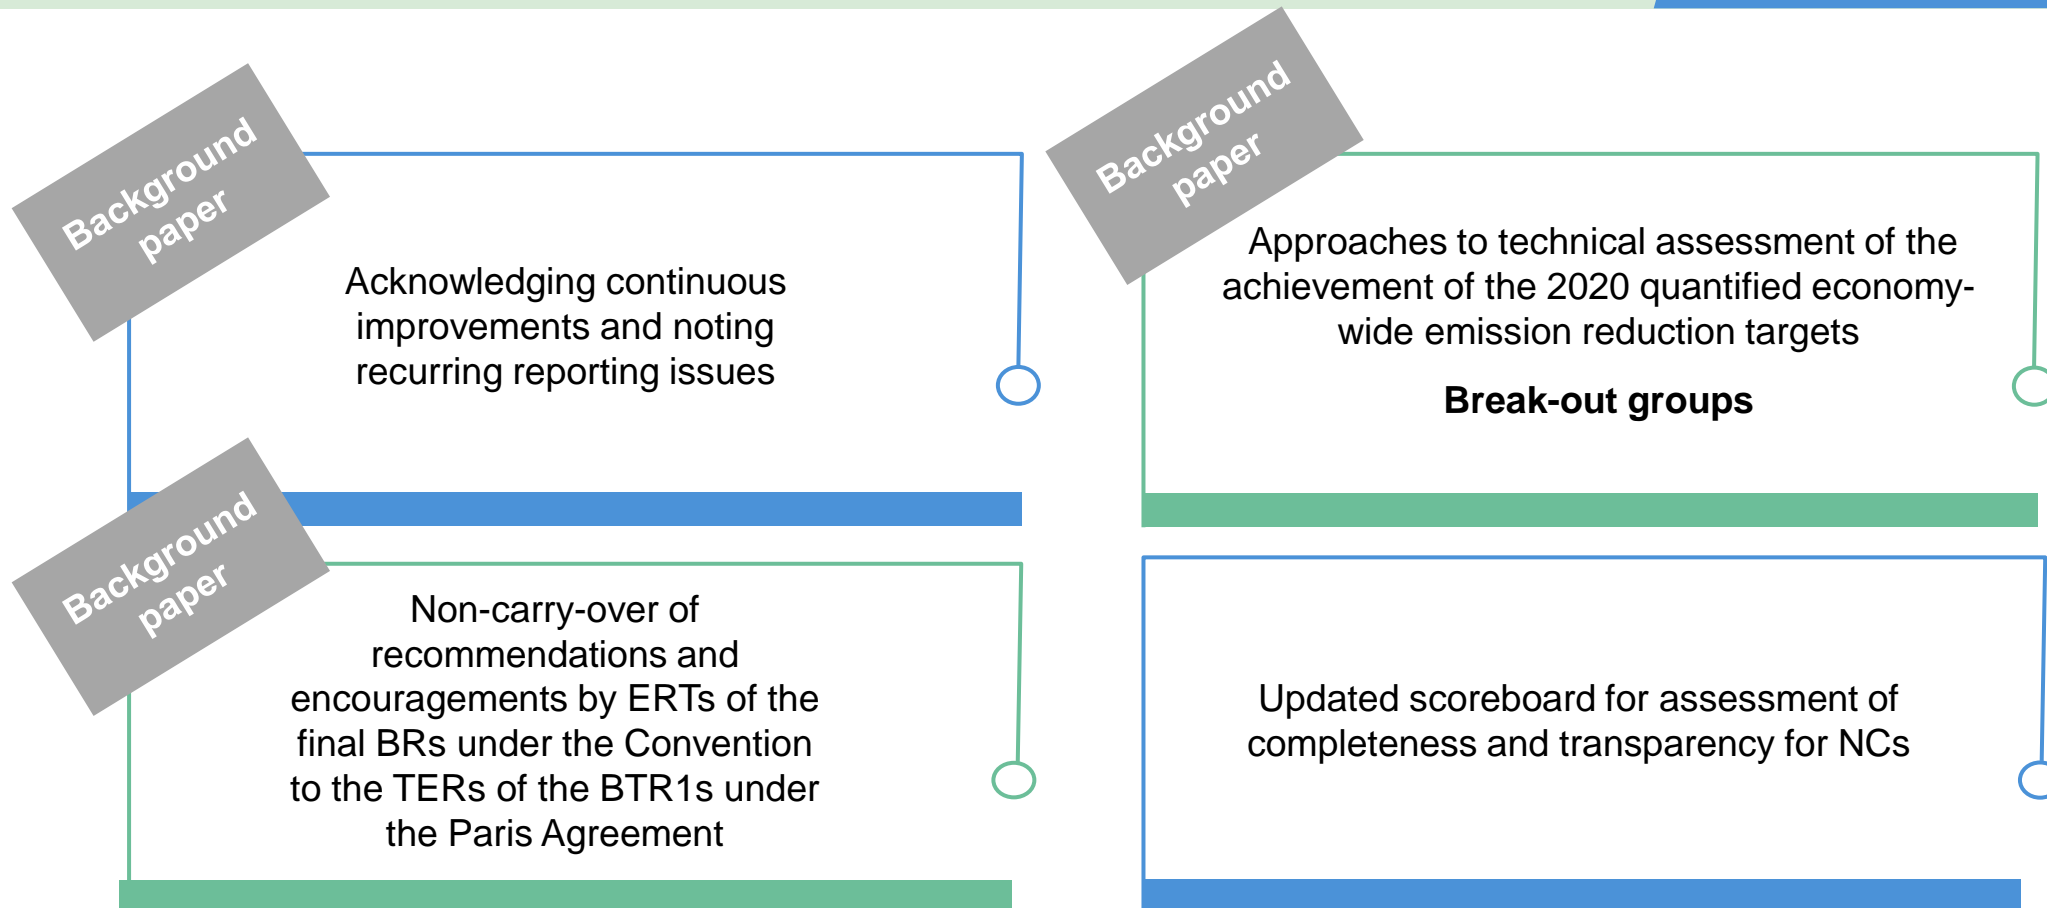 Background
paper
Acknowledging continuous
improvements and noting
recurring reporting issues
Background
paper
Approaches to technical assessment of the
achievement of the 2020 quantified economy-
wide emission reduction targets
Break-out groups
Background
paper
Non-carry-over of
recommendations and
encouragements by ERTs of the
final BRs under the Convention
to the TERs of the BTR1s under
the Paris Agreement
Updated scoreboard for assessment of
completeness and transparency for NCs